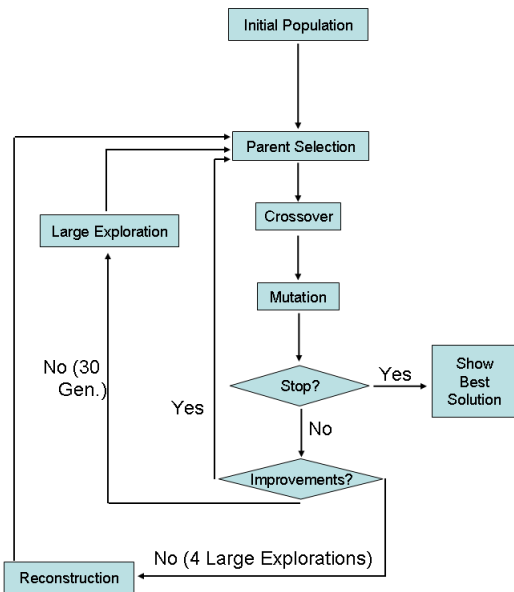 Initial Population
Parent Selection
Crossover
Large Exploration
Mutation
No (30
Gen.)
Yes
Stop?
Yes
Show
Best
Solution
No
Improvements?
No (4 Large Explorations)
Reconstruction